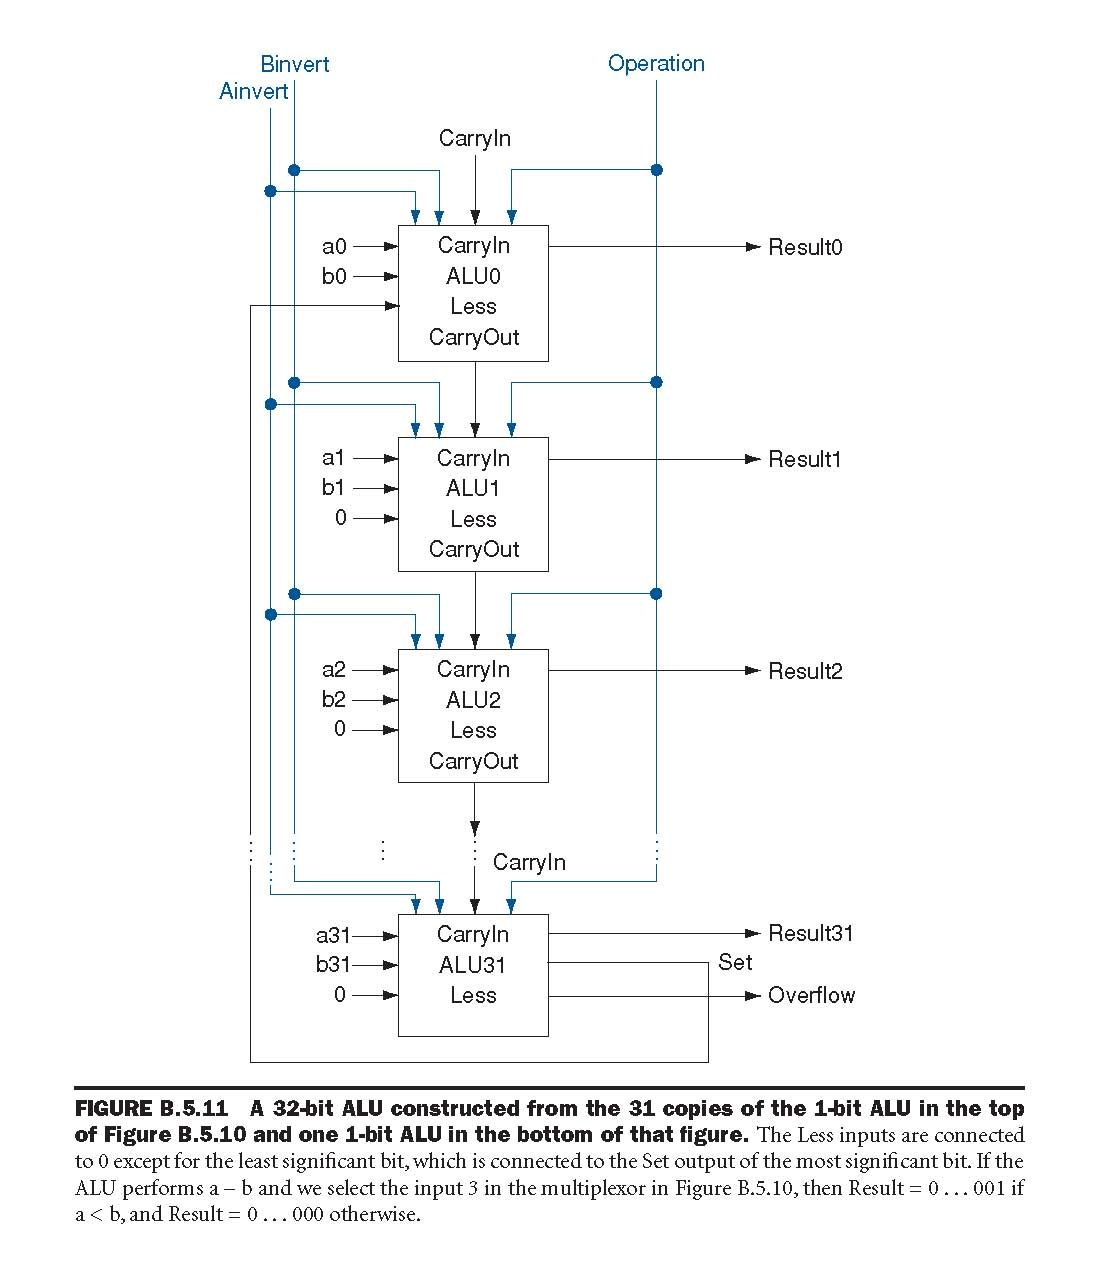 Binvert
Operation
Ainvert
CarryIn
a0
CarryIn
Result0
b0
ALU0
Less
CarryOut
a1
CarryIn
Result1
b1
ALU1
0
Less
CarryOut
a2
CarryIn
Result2
b2
ALU2
0
Less
CarryOut
CarryIn
a31
CarryIn
Result31
b31
ALU31
Set
0
Less
Overflow
FIGURE B.5.11 A 32-bit ALU constructed from the 31 copies of the 1-bit ALU in the top
of Figure B.5.10 and one 1-bit ALU in the bottom of that figure. The Less inputs are connected
to 0 except for the least significant bit, which is connected to the Set output of the most significant bit. If the
ALU performs a – b and we select the input 3 in the multiplexor in Figure B.5.10, then Result = 0 . . . 001 if
a < b, and Result = 0 . . . 000 otherwise.